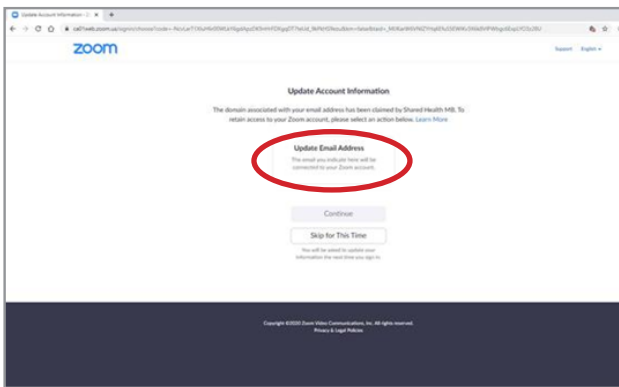 Update Account Information - Z
zoom
Support English
Update Account Information
The domain associated with your email address has been claimed by Shared Health MB. To
retain access to your Zoom account, please select an action below. Learn More
Update Email Address
The email you indicate here will be
connected to your Zoom account.
Continue
Skip for This Time
You will be asked to update your
information the next time you sign in.
Copyright ©2020 Zoom Video Communications, Inc. All rights reserved.
Privacy & Legal Policies